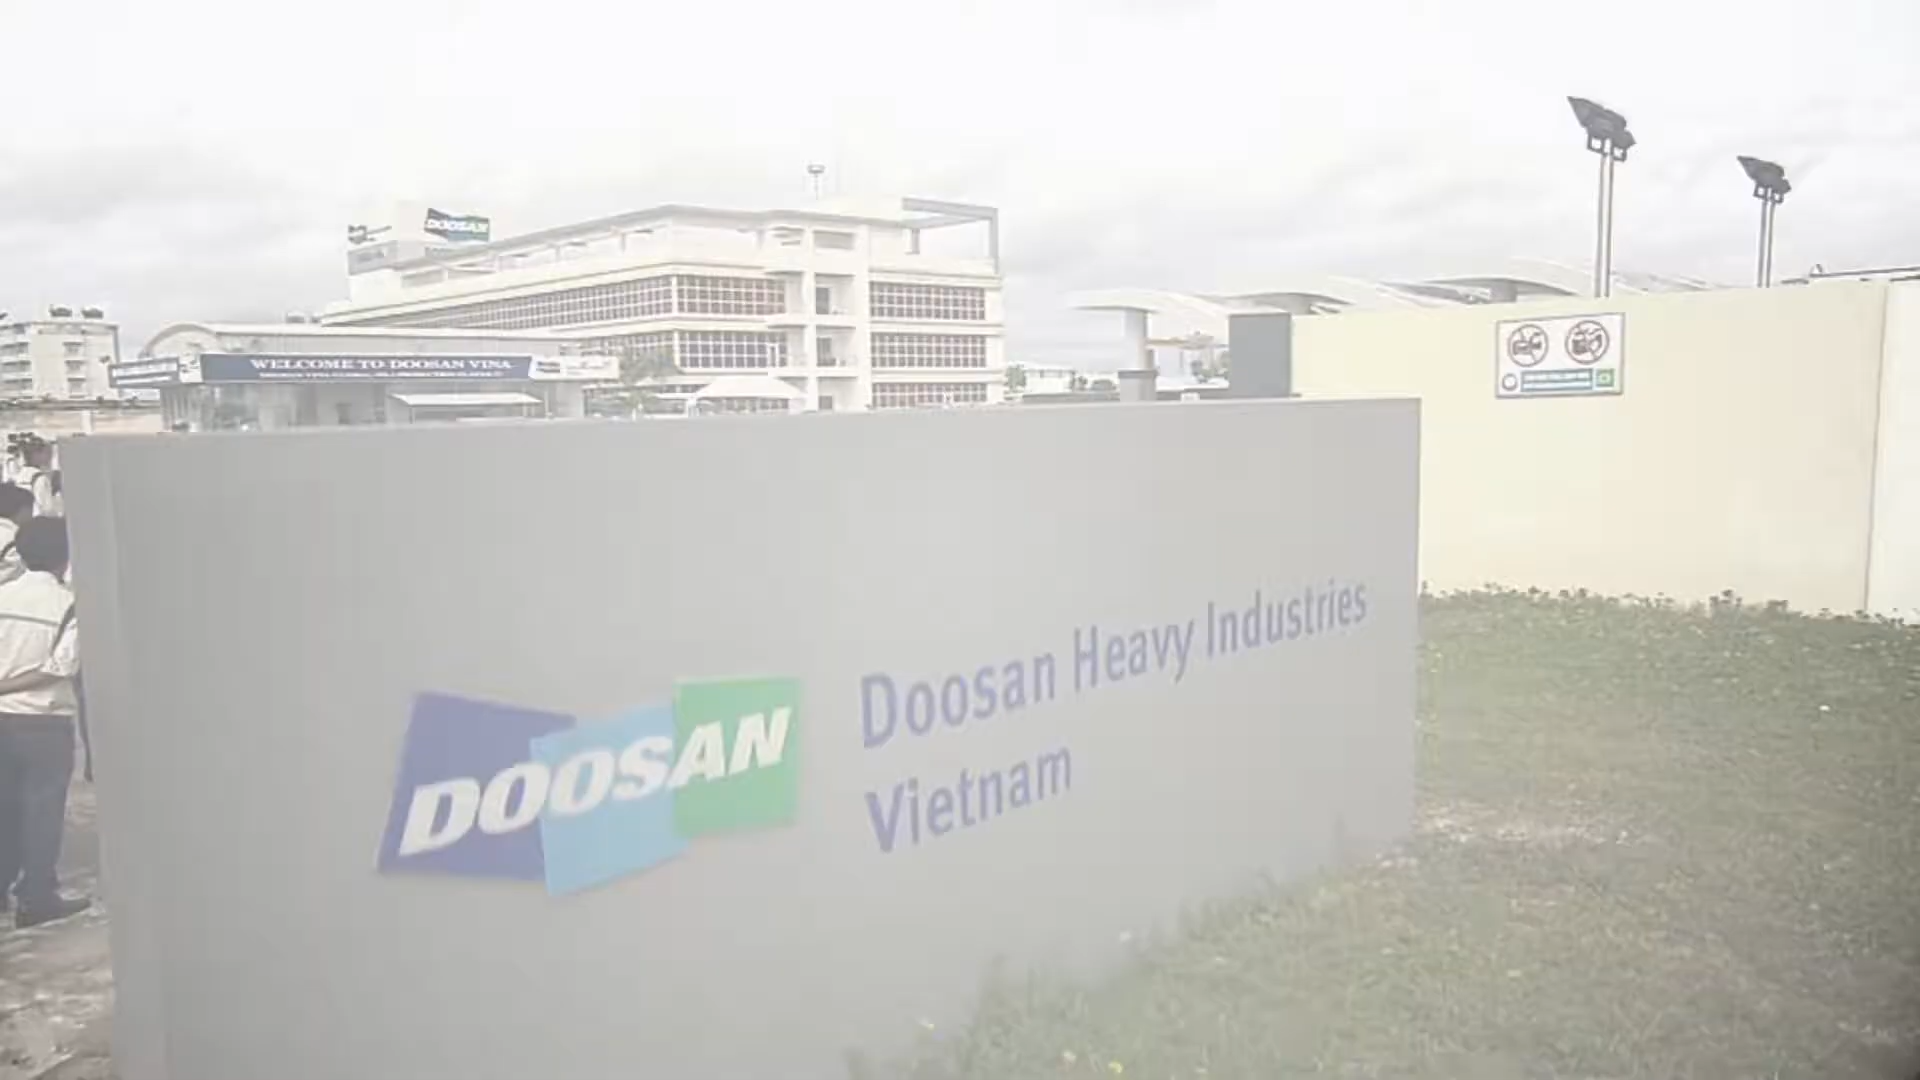 DOOSAN
WELCOME TO DOOSAN VINA
DOOSAN
Doosan Heavy Industries
Vietnam